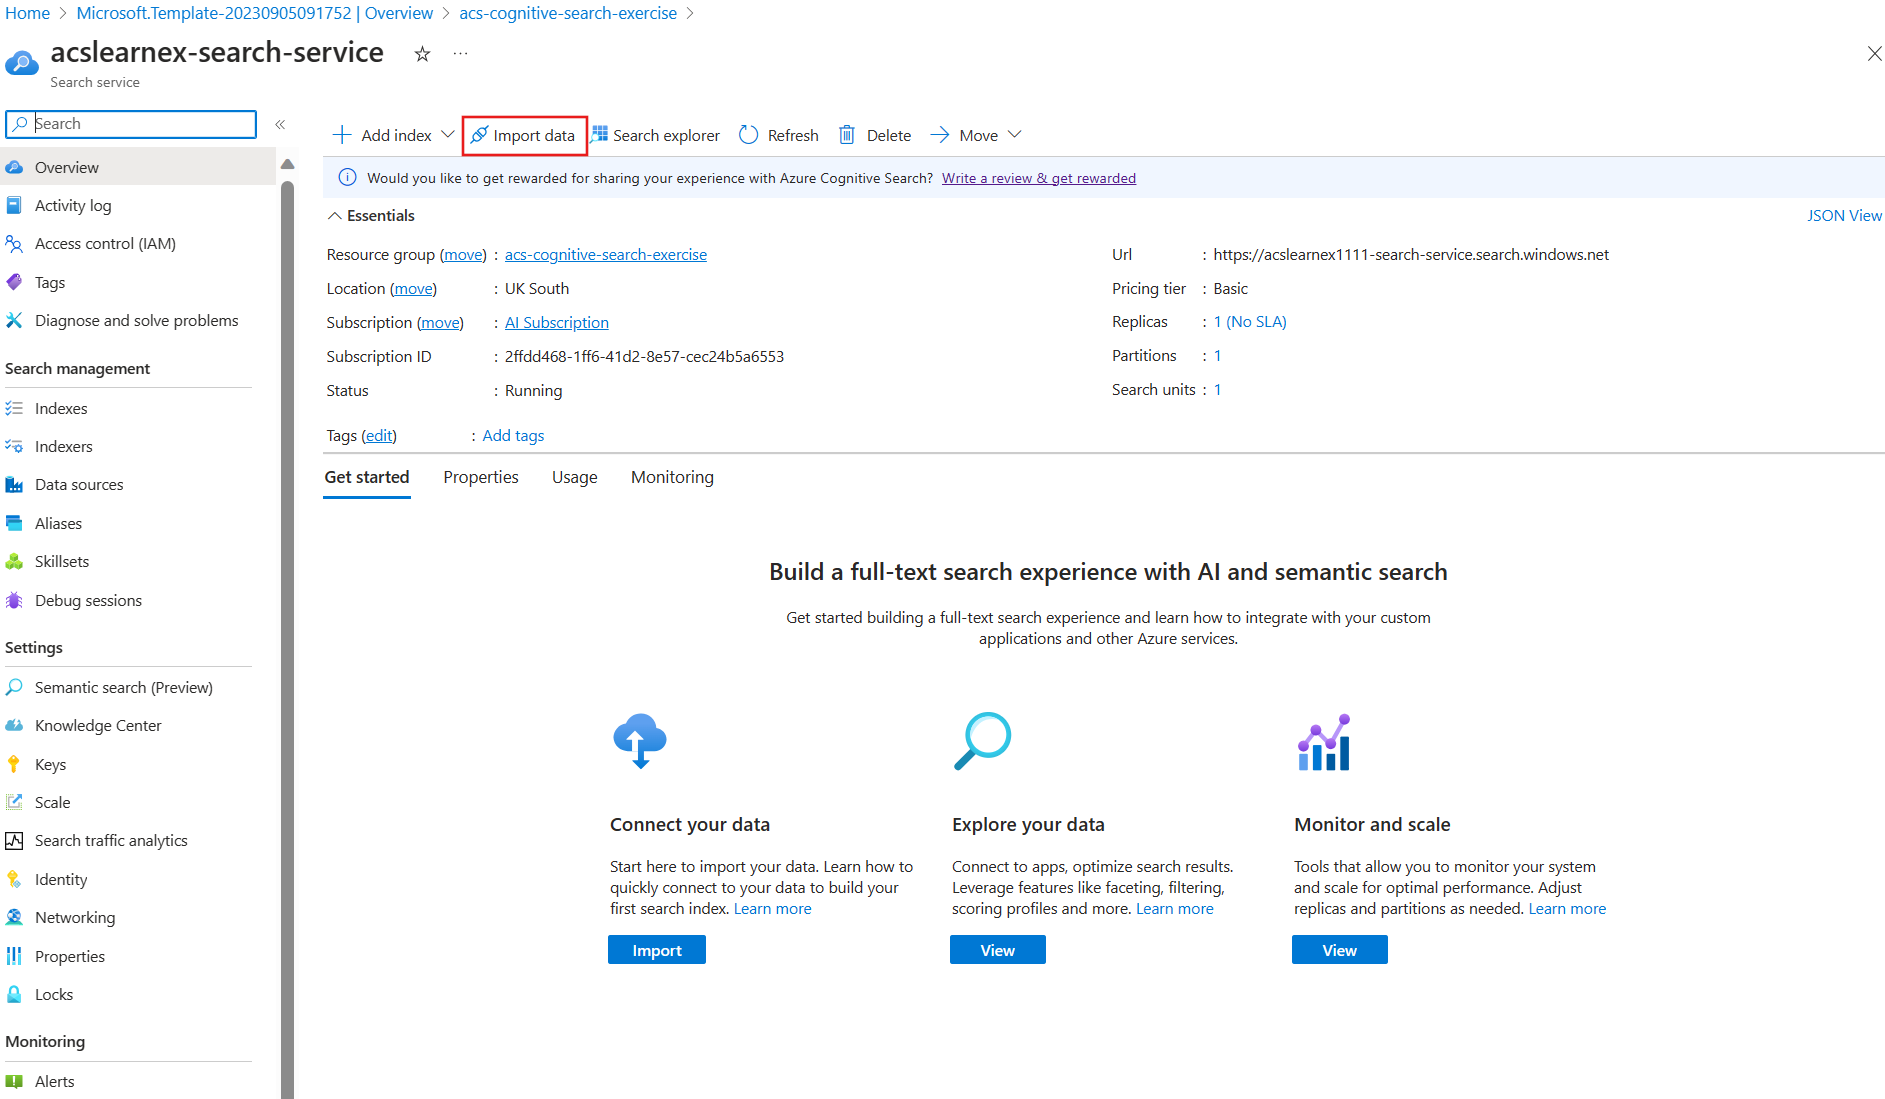 Home > Microsoft.Template-20230905091752 | Overview > acs-cognitive-search-exercise >
acslearnex-search-service ☆ ...
Search service
Search
«
Overview
Activity log
Access control (IAM)
Tags
Diagnose and solve problems
Search management
Indexes
Indexers
Data sources
Aliases
Skillsets
Debug sessions
Settings
Semantic search (Preview)
Knowledge Center
Keys
Scale
Search traffic analytics
Identity
Networking
Properties
Locks
Monitoring
Alerts
Add index Import data Search explorer Refresh Delete Move
Would you like to get rewarded for sharing your experience with Azure Cognitive Search? Write a review & get rewarded
Essentials JSON View
Resource group (move) : acs-cognitive-search-exercise
Location (move) : UK South
Subscription (move) : AI Subscription
Subscription ID : 2ffdd468-1ff6-41d2-8e57-cec24b5a6553
Status : Running
Url : https://acslearnex1111-search-service.search.windows.net
Pricing tier : Basic
Replicas : 1 (No SLA)
Partitions : 1
Search units : 1
Tags (edit) : Add tags
Get started Properties Usage Monitoring
Build a full-text search experience with AI and semantic search
Get started building a full-text search experience and learn how to integrate with your custom
applications and other Azure services.
Connect your data
Start here to import your data. Learn how to
quickly connect to your data to build your
first search index. Learn more
Import
Explore your data
Connect to apps, optimize search results.
Leverage features like faceting, filtering,
scoring profiles and more. Learn more
View
Monitor and scale
Tools that allow you to monitor your system
and scale for optimal performance. Adjust
replicas and partitions as needed. Learn more
View